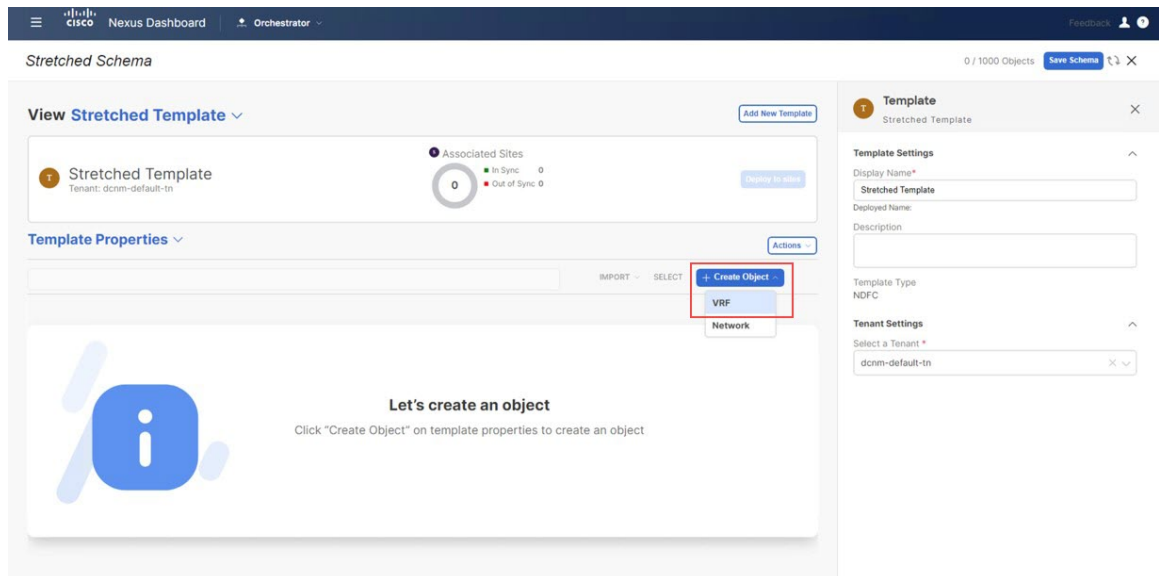 cisco Nexus Dashboard Orchestrator Feedback
Stretched Schema 0 / 1000 Objects Save Schema
View Stretched Template Add New Template
T Stretched Template
Tenant: dcnm-default-tn
Associated Sites
0
In Sync 0
Out of Sync 0
Deploy to sites
Template Properties Actions
IMPORT SELECT + Create Object
VRF
Network
Let's create an object
Click "Create Object" on template properties to create an object
T Template
Stretched Template
Template Settings
Display Name*
Stretched Template
Deployed Name:
Description
Template Type
NDFC
Tenant Settings
Select a Tenant *
dcnm-default-tn